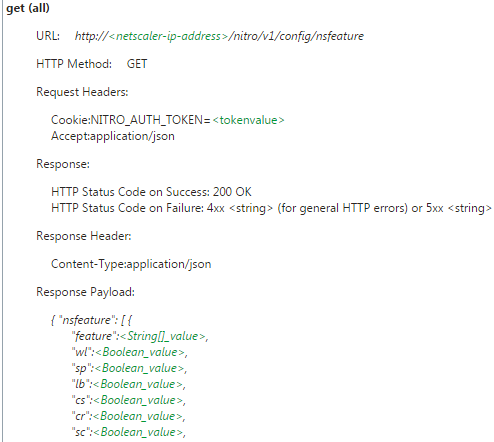 get (all)
URL: http://<netscaler-ip-address>/nitro/v1/config/nsfeature
HTTP Method: GET
Request Headers:
Cookie:NITRO_AUTH_TOKEN=<tokenvalue>
Accept:application/json
Response:
HTTP Status Code on Success: 200 OK
HTTP Status Code on Failure: 4xx <string> (for general HTTP errors) or 5xx <string>
Response Header:
Content-Type:application/json
Response Payload:
{ "nsfeature": [ {
"feature":<String[]_value>,
"wl":<Boolean_value>,
"sp":<Boolean_value>,
"lb":<Boolean_value>,
"cs":<Boolean_value>,
"cr":<Boolean_value>,
"sc":<Boolean_value>,